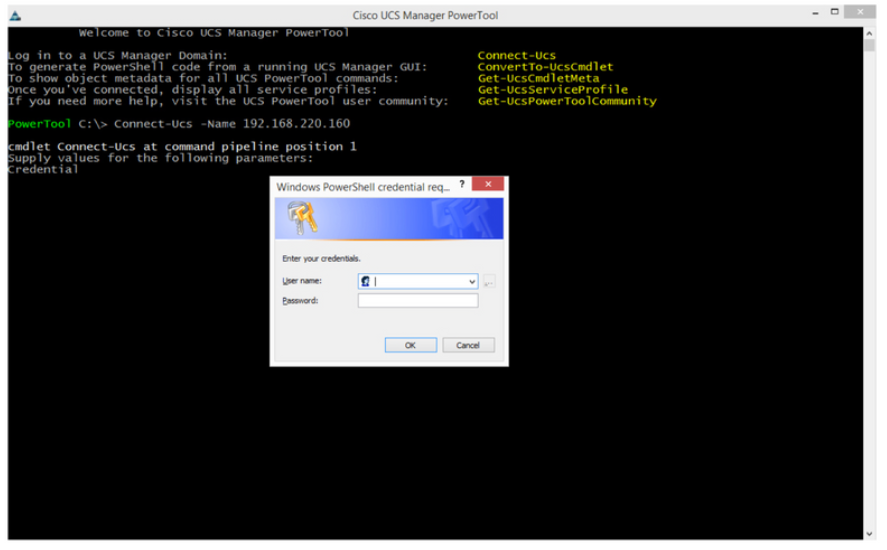 Cisco UCS Manager PowerTool
Welcome to Cisco UCS Manager PowerTool
Log in to a UCS Manager Domain: Connect-Ucs
To generate PowerShell code from a running UCS Manager GUI: ConvertTo-UcsCmdlet
To show object metadata for all UCS PowerTool commands: Get-UcsCmdletMeta
Once you've connected, display all service profiles: Get-UcsServiceProfile
If you need more help, visit the UCS PowerTool user community: Get-UcsPowerToolCommunity
PowerTool C:\> Connect-Ucs -Name 192.168.220.160
cmdlet Connect-Ucs at command pipeline position 1
Supply values for the following parameters:
Credential
Windows PowerShell credential req... ?
Enter your credentials.
User name:
Password:
OK Cancel